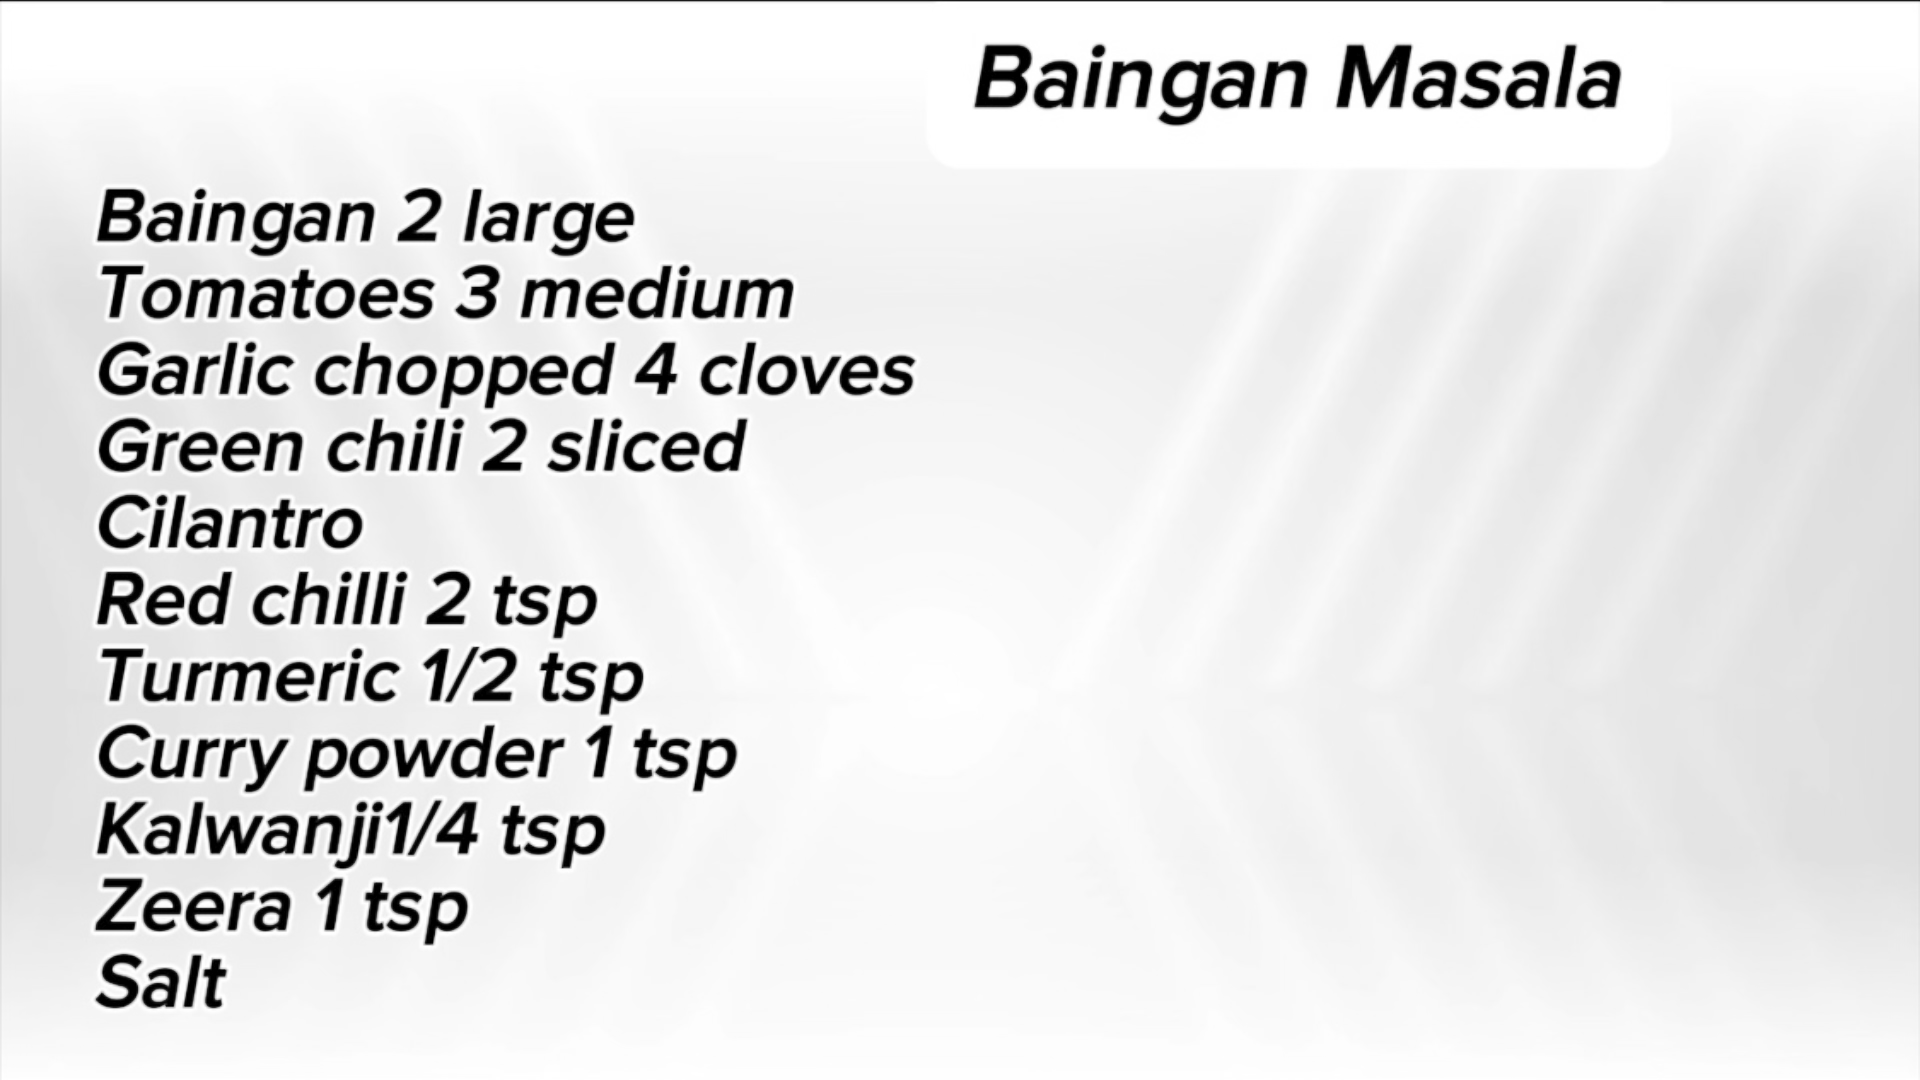 Baingan Masala
Baingan 2 large
Tomatoes 3 medium
Garlic chopped 4 cloves
Green chili 2 sliced
Cilantro
Red chilli 2 tsp
Turmeric 1/2 tsp
Curry powder 1 tsp
Kalwanji1/4 tsp
Zeera 1 tsp
Salt